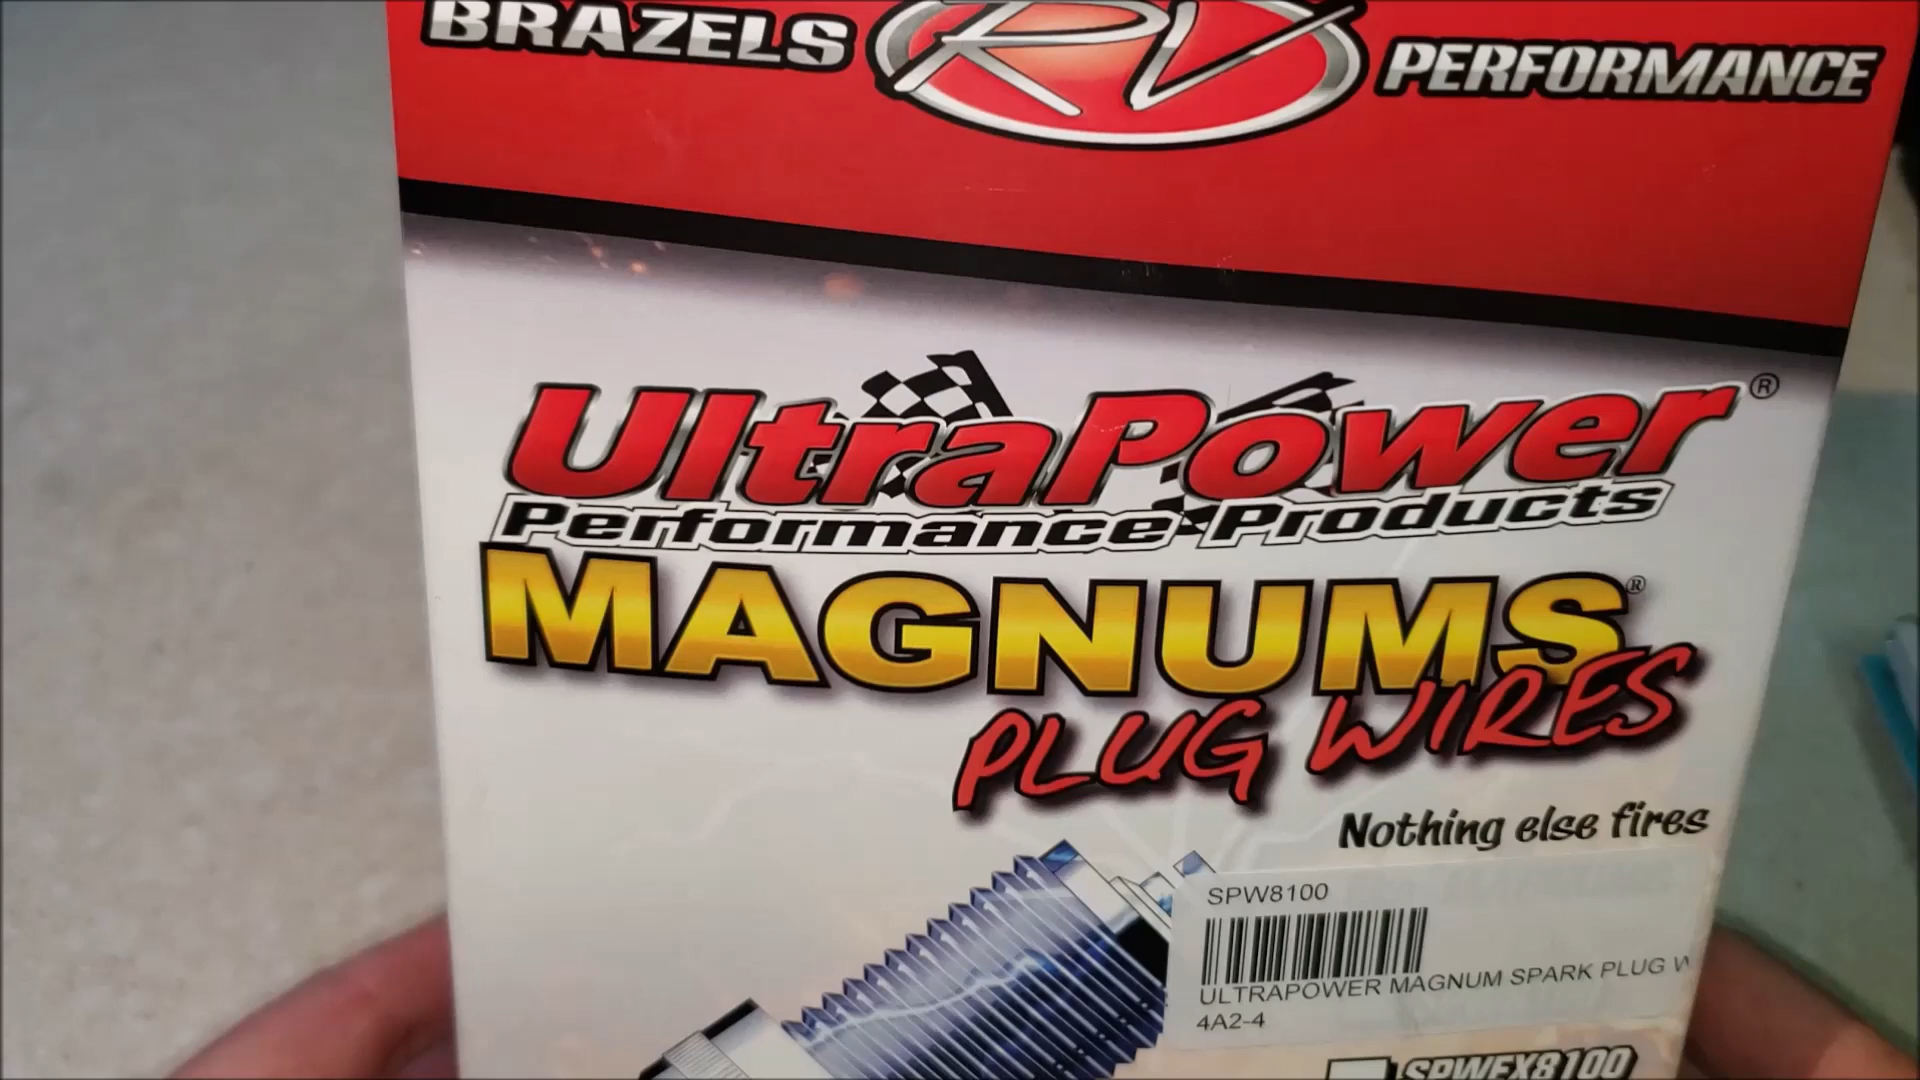 BRAZELS RV PERFORMANCE
UltraPower®
Performance Products
MAGNUMS®
PLUG WIRES
Nothing else fires
SPW8100
ULTRAPOWER MAGNUM SPARK PLUG W
4A2-4
SPWFX8100